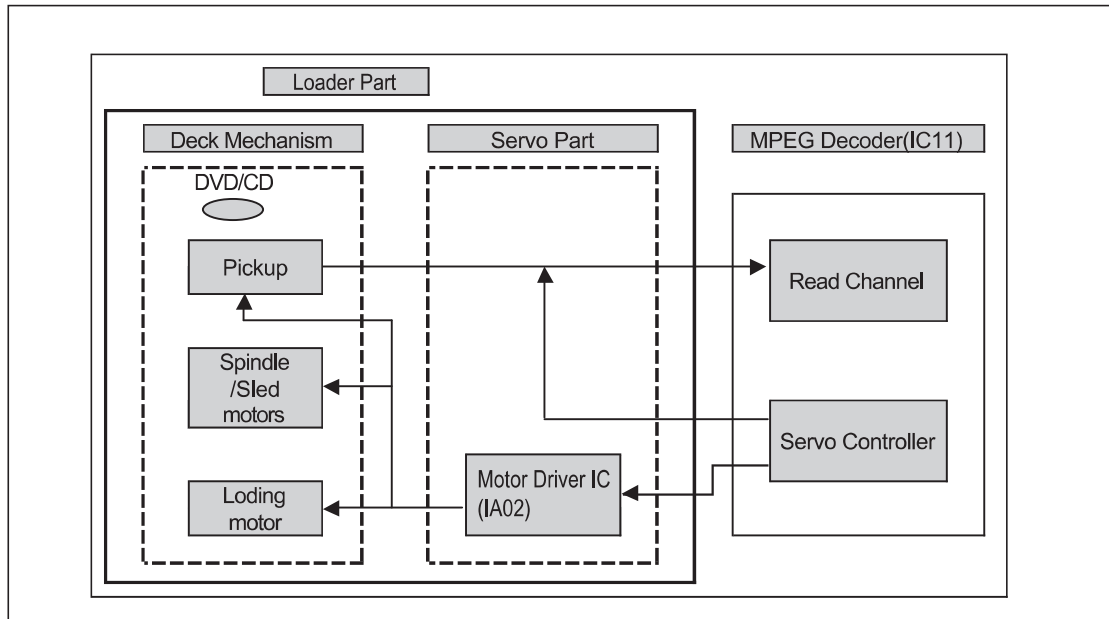 Loader Part
Deck Mechanism
Servo Part
MPEG Decoder(IC11)
DVD/CD
Pickup
Read Channel
Spindle
/Sled
motors
Servo Controller
Motor Driver IC
(IA02)
Loding
motor